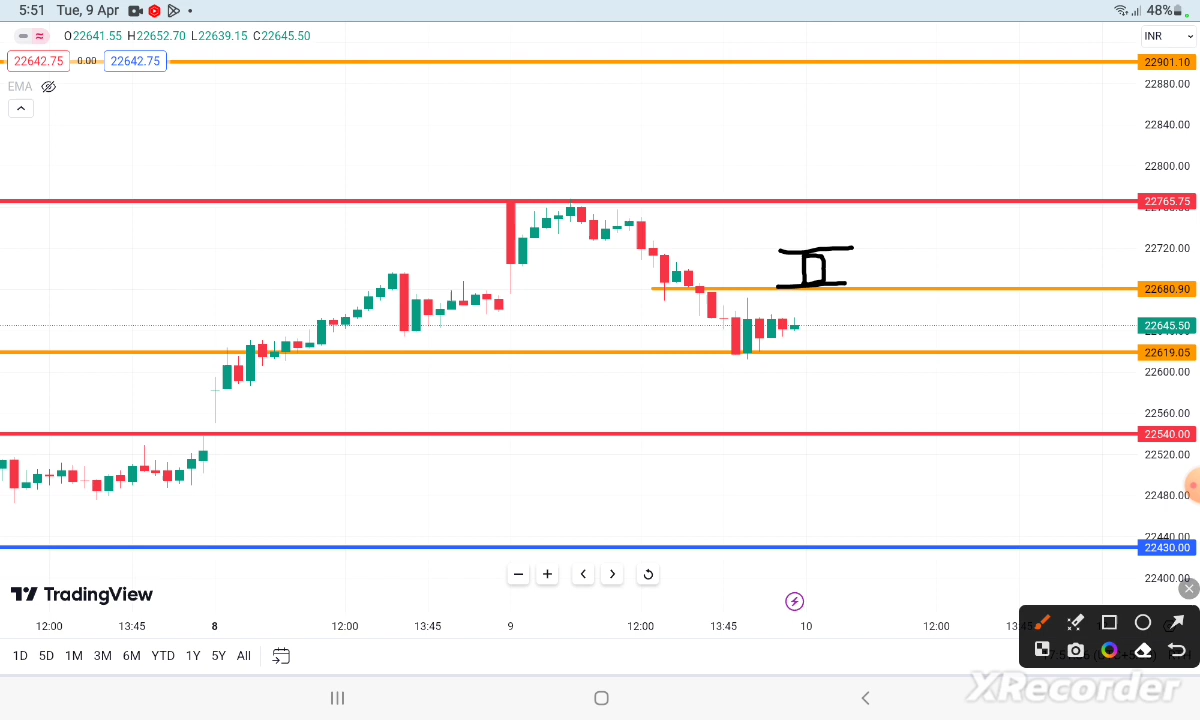 5:51 Tue, 9 Apr 48%
O22641.55 H22652.70 L22639.15 C22645.50 INR
22642.75 0.00 22642.75 22901.10
EMA 22880.00
22840.00
22800.00
22765.75
22720.00
22680.90
22645.50
22619.05
22600.00
22560.00
22540.00
22520.00
22480.00
22440.00
22430.00
22400.00
TradingView
12:00 13:45 8 12:00 13:45 9 12:00 13:45 10 12:00 13:45
1D 5D 1M 3M 6M YTD 1Y 5Y All
XRecorder